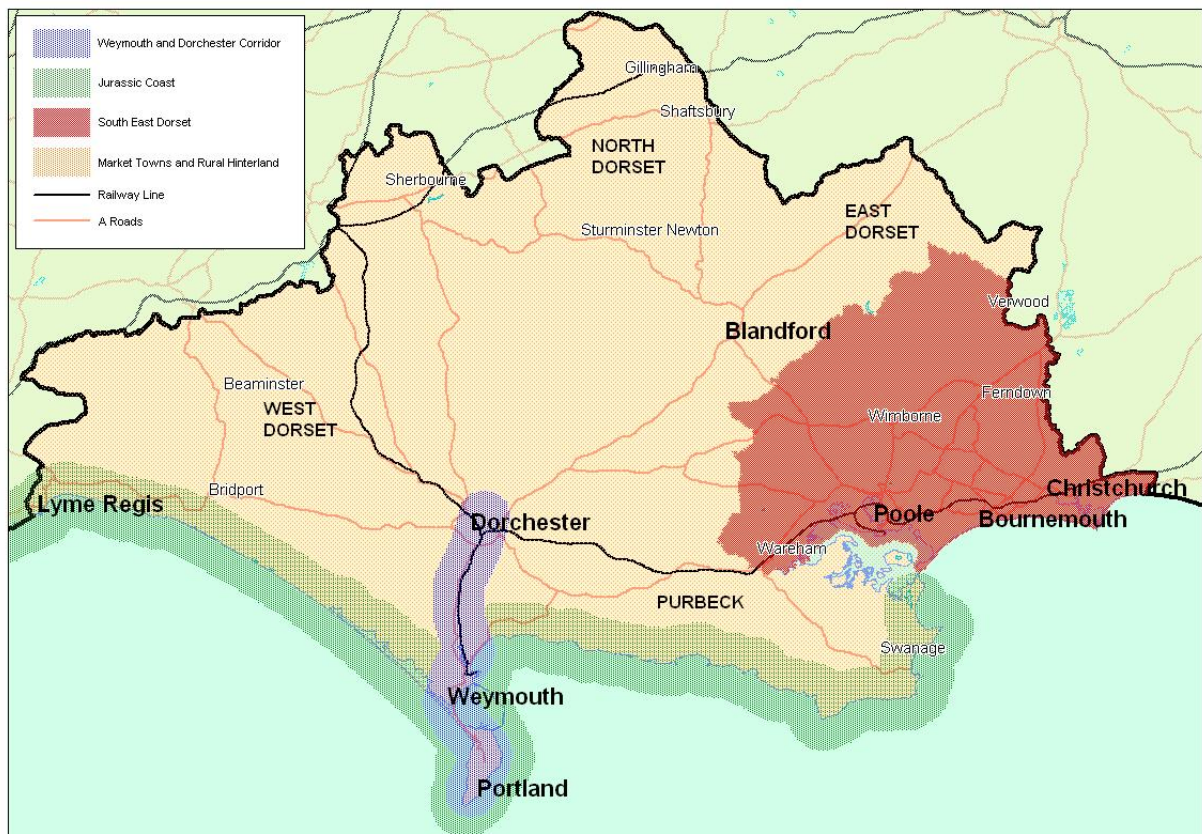 Weymouth and Dorchester Corridor
Jurassic Coast
South East Dorset
Market Towns and Rural Hinterland
Railway Line
A Roads
Gillingham
Shaftsbury
NORTH
DORSET
Sherbourne
EAST
DORSET
Sturminster Newton
Verwood
Blandford
Beaminster
Ferndown
WEST
DORSET
Wimborne
Lyme Regis
Bridport
Christchurch
Dorchester
Poole
Bournemouth
Wareham
PURBECK
Swanage
Weymouth
Portland